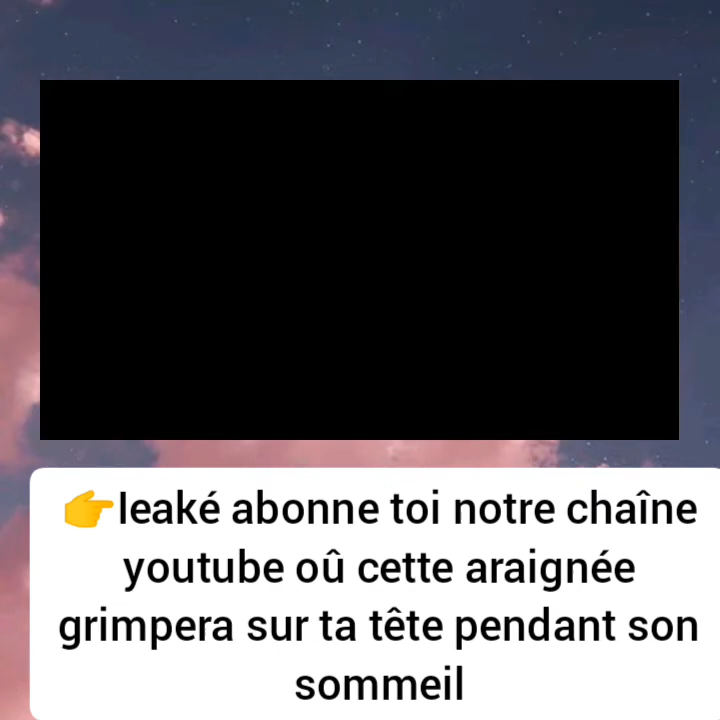 👉leaké abonne toi notre chaîne
youtube oû cette araignée
grimpera sur ta tête pendant son
sommeil